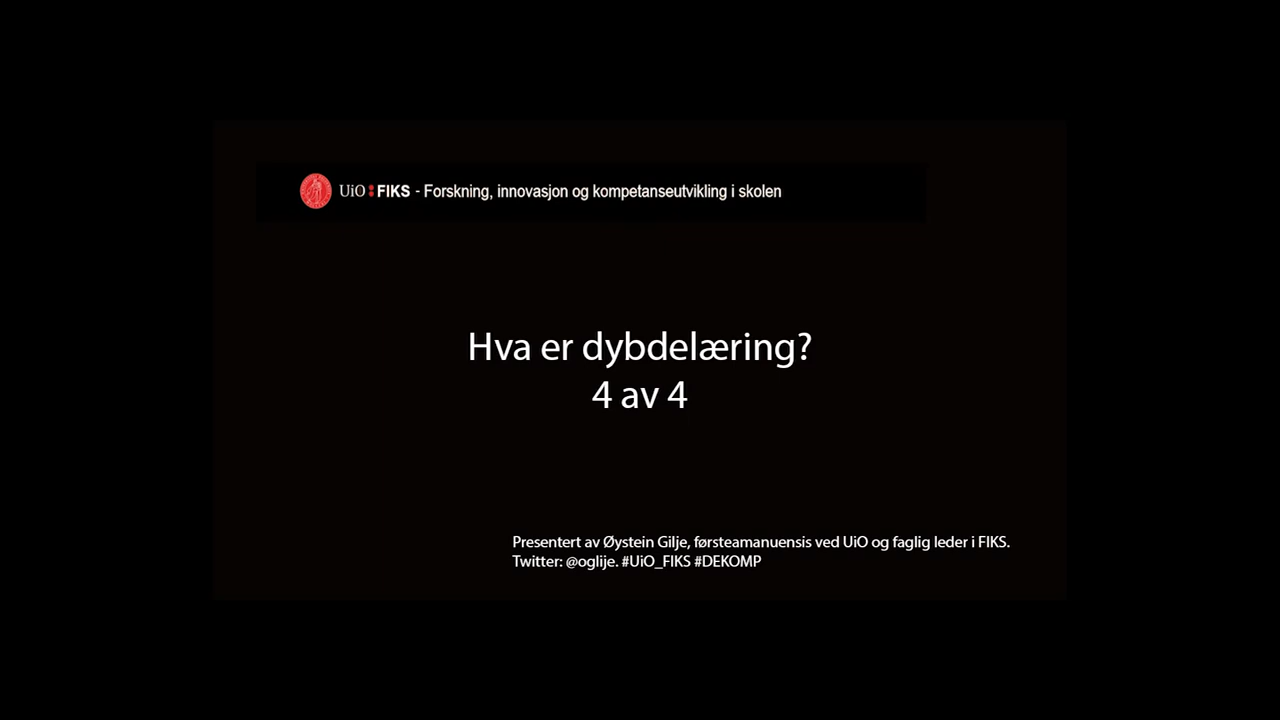 UiO : FIKS - Forskning, innovasjon og kompetanseutvikling i skolen
Hva er dybdelæring?
4 av 4
Presentert av Øystein Gilje, førsteamanuensis ved UiO og faglig leder i FIKS.
Twitter: @oglije. #UiO_FIKS #DEKOMP